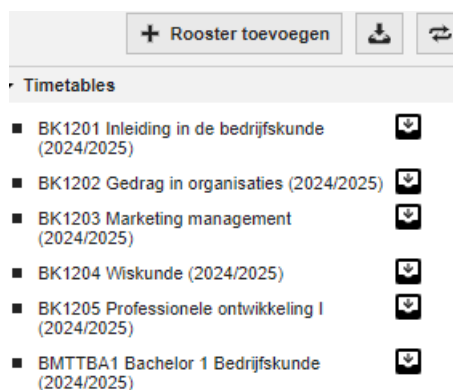 + Rooster toevoegen
Timetables
BK1201 Inleiding in de bedrijfskunde
(2024/2025)
BK1202 Gedrag in organisaties (2024/2025)
BK1203 Marketing management
(2024/2025)
BK1204 Wiskunde (2024/2025)
BK1205 Professionele ontwikkeling I
(2024/2025)
BMTTBA1 Bachelor 1 Bedrijfskunde
(2024/2025)